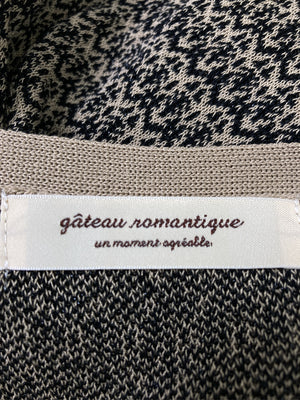 gâteau romantique
un moment agréable.